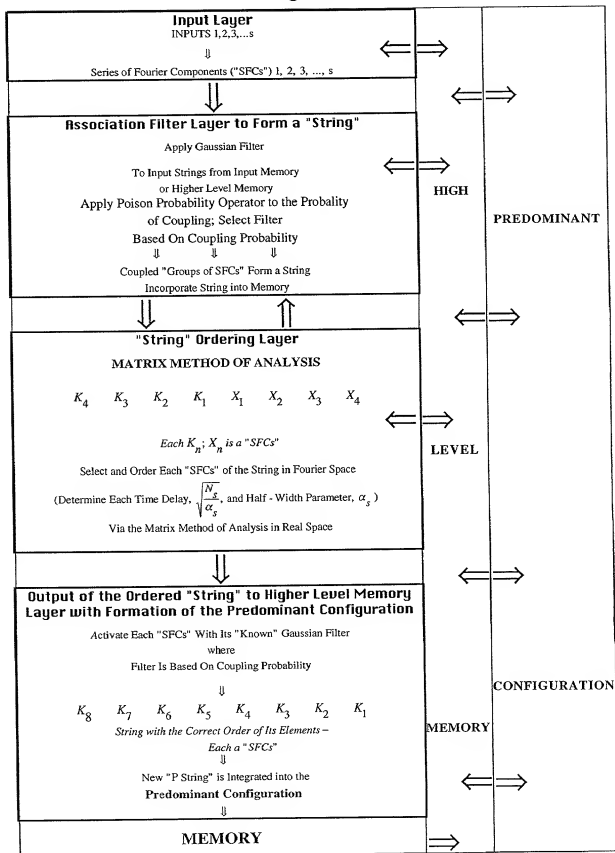 Input Layer
INPUTS 1,2,3,...s
⇓
Series of Fourier Components ("SFCs") 1, 2, 3, ..., s
Association Filter Layer to Form a "String"
Apply Gaussian Filter
To Input Strings from Input Memory
or Higher Level Memory
Apply Poison Probability Operator to the Probality
of Coupling; Select Filter
Based On Coupling Probability
⇓ ⇓ ⇓
Coupled "Groups of SFCs" Form a String
Incorporate String into Memory
"String" Ordering Layer
MATRIX METHOD OF ANALYSIS
K₄ K₃ K₂ K₁ X₁ X₂ X₃ X₄
Each Kₙ; Xₙ is a "SFCs"
Select and Order Each "SFCs" of the String in Fourier Space
(Determine Each Time Delay, √(Nₛ/αₛ), and Half - Width Parameter, αₛ )
Via the Matrix Method of Analysis in Real Space
Output of the Ordered "String" to Higher Level Memory
Layer with Formation of the Predominant Configuration
Activate Each "SFCs" With Its "Known" Gaussian Filter
where
Filter Is Based On Coupling Probability
⇓
K₈ K₇ K₆ K₅ K₄ K₃ K₂ K₁
String with the Correct Order of Its Elements –
Each a "SFCs"
⇓
New "P String" is Integrated into the
Predominant Configuration
⇓
MEMORY
HIGH
LEVEL
MEMORY
PREDOMINANT
CONFIGURATION